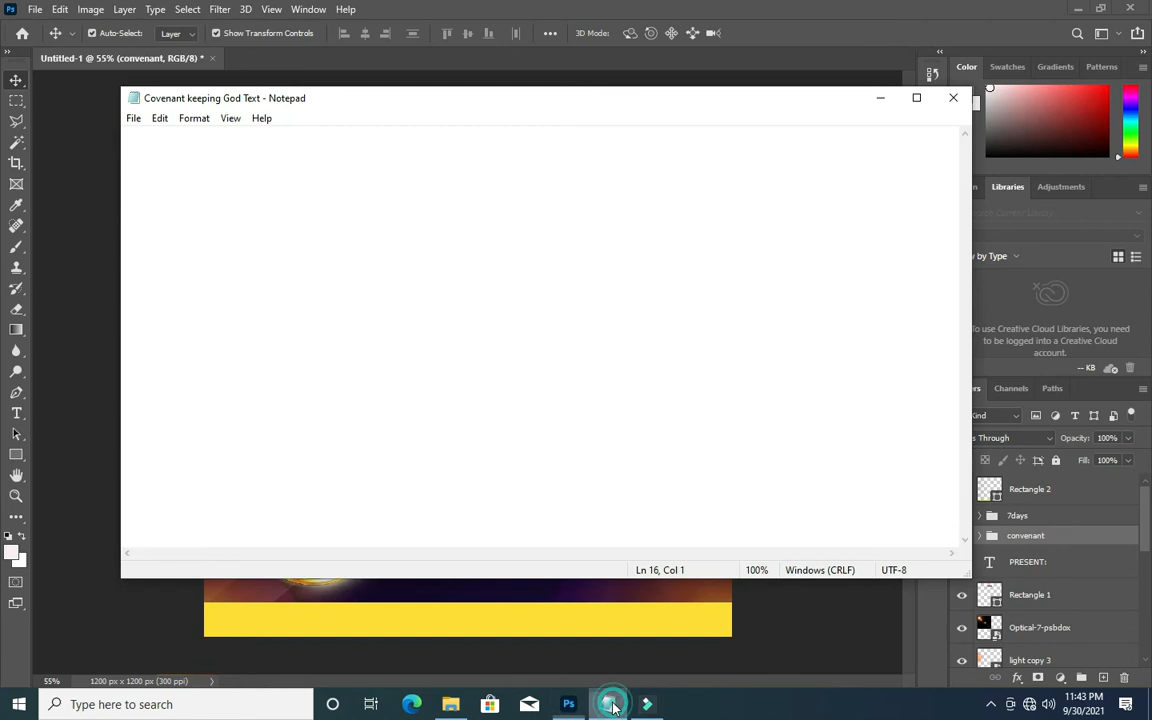 Ps File Edit Image Layer Type Select Filter 3D View Window Help
Auto-Select: Layer Show Transform Controls 3D Mode:
Untitled-1 @ 55% (convenant, RGB/8) *
Color Swatches Gradients Patterns
Covenant keeping God Text - Notepad
File Edit Format View Help
Libraries Adjustments
by Type
To use Creative Cloud Libraries, you need
to be logged into a Creative Cloud
account.
-- KB
Channels Paths
Kind
Through Opacity: 100%
Fill: 100%
Rectangle 2
7days
convenant
PRESENT:
Rectangle 1
Optical-7-psbdox
light copy 3
Ln 16, Col 1 100% Windows (CRLF) UTF-8
55% 1200 px x 1200 px (300 ppi)
Type here to search
Ps
11:43 PM
9/30/2021